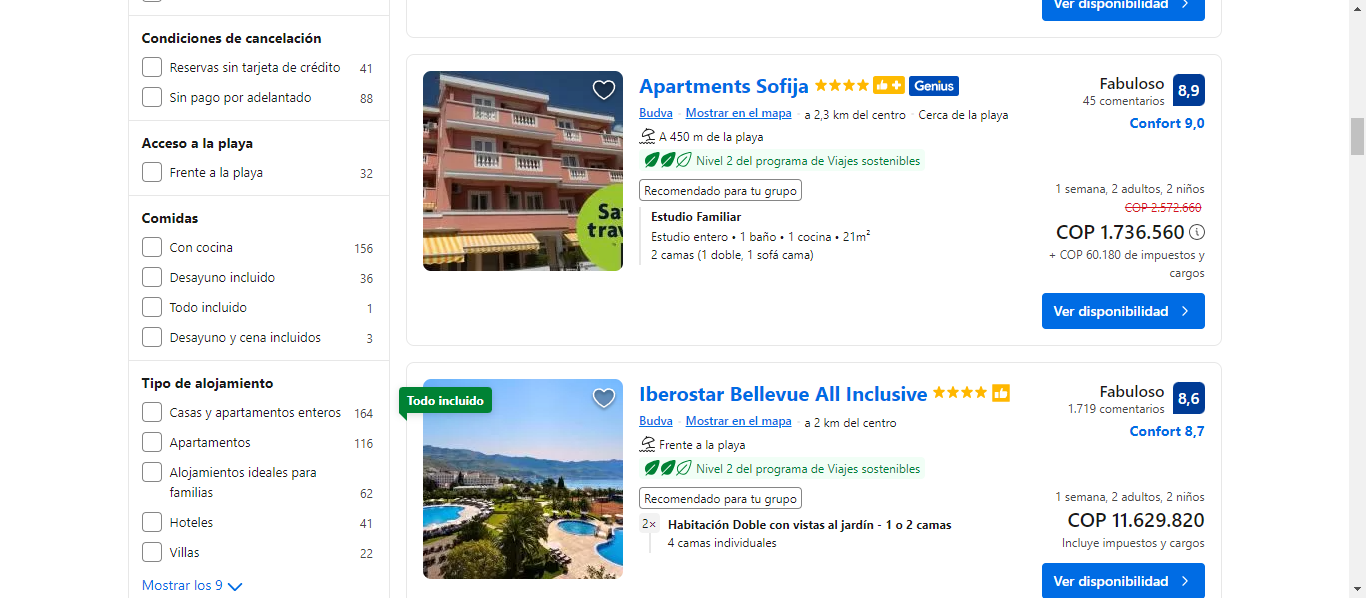 Ver disponibilidad
Condiciones de cancelación
Reservas sin tarjeta de crédito 41
Sin pago por adelantado 88
Acceso a la playa
Frente a la playa 32
Comidas
Con cocina 156
Desayuno incluido 36
Todo incluido 1
Desayuno y cena incluidos 3
Tipo de alojamiento
Casas y apartamentos enteros 164
Apartamentos 116
Alojamientos ideales para
familias 62
Hoteles 41
Villas 22
Mostrar los 9
Apartments Sofija Genius
Budva · Mostrar en el mapa · a 2,3 km del centro · Cerca de la playa
A 450 m de la playa
Nivel 2 del programa de Viajes sostenibles
Recomendado para tu grupo
Estudio Familiar
Estudio entero • 1 baño • 1 cocina • 21m²
2 camas (1 doble, 1 sofá cama)
Fabuloso 8,9
45 comentarios
Confort 9,0
1 semana, 2 adultos, 2 niños
COP 2.572.660
COP 1.736.560
+ COP 60.180 de impuestos y
cargos
Ver disponibilidad
Todo incluido
Iberostar Bellevue All Inclusive
Budva · Mostrar en el mapa · a 2 km del centro
Frente a la playa
Nivel 2 del programa de Viajes sostenibles
Recomendado para tu grupo
2× Habitación Doble con vistas al jardín - 1 o 2 camas
4 camas individuales
Fabuloso 8,6
1.719 comentarios
Confort 8,7
1 semana, 2 adultos, 2 niños
COP 11.629.820
Incluye impuestos y cargos
Ver disponibilidad